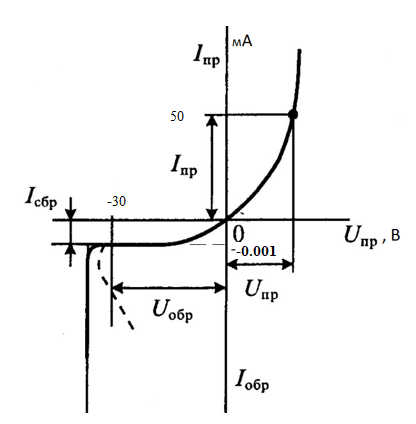 Iпр мА
50
Iпр
Iсбр
-30
0
Uпр , В
-0.001
Uобр
Uпр
Iобр